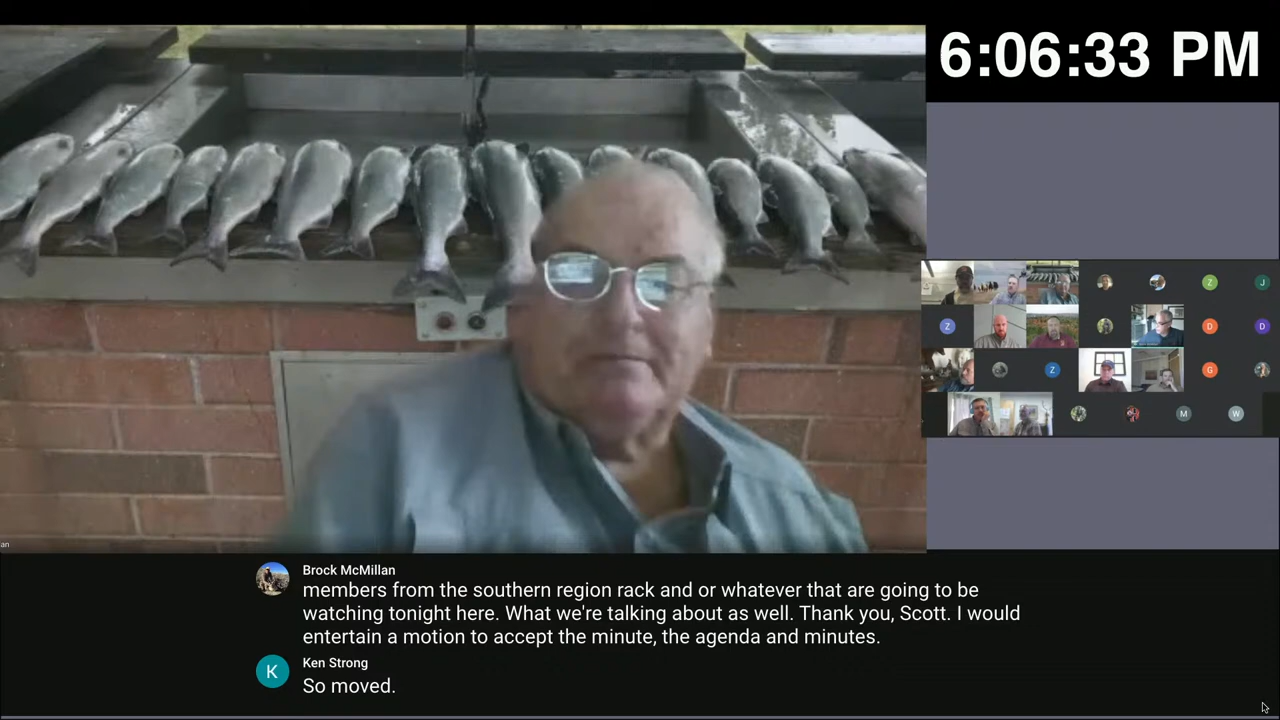 6:06:33 PM
Z
J
Z
D
D
Z
G
M
W
an
Brock McMillan
members from the southern region rack and or whatever that are going to be
watching tonight here. What we're talking about as well. Thank you, Scott. I would
entertain a motion to accept the minute, the agenda and minutes.
K
Ken Strong
So moved.